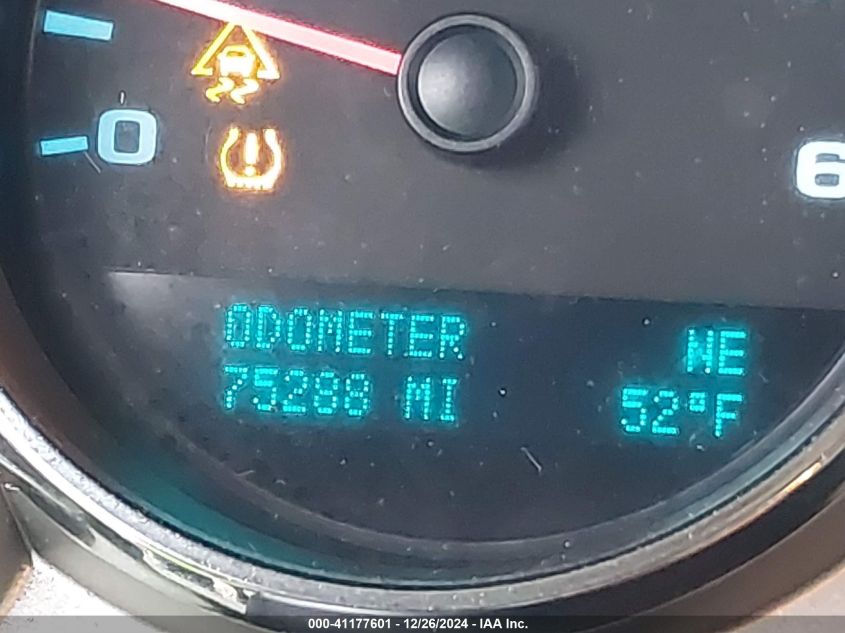 0
6
ODOMETER
NE
75288 MI
52°F
000-41177601 - 12/26/2024 - IAA Inc.